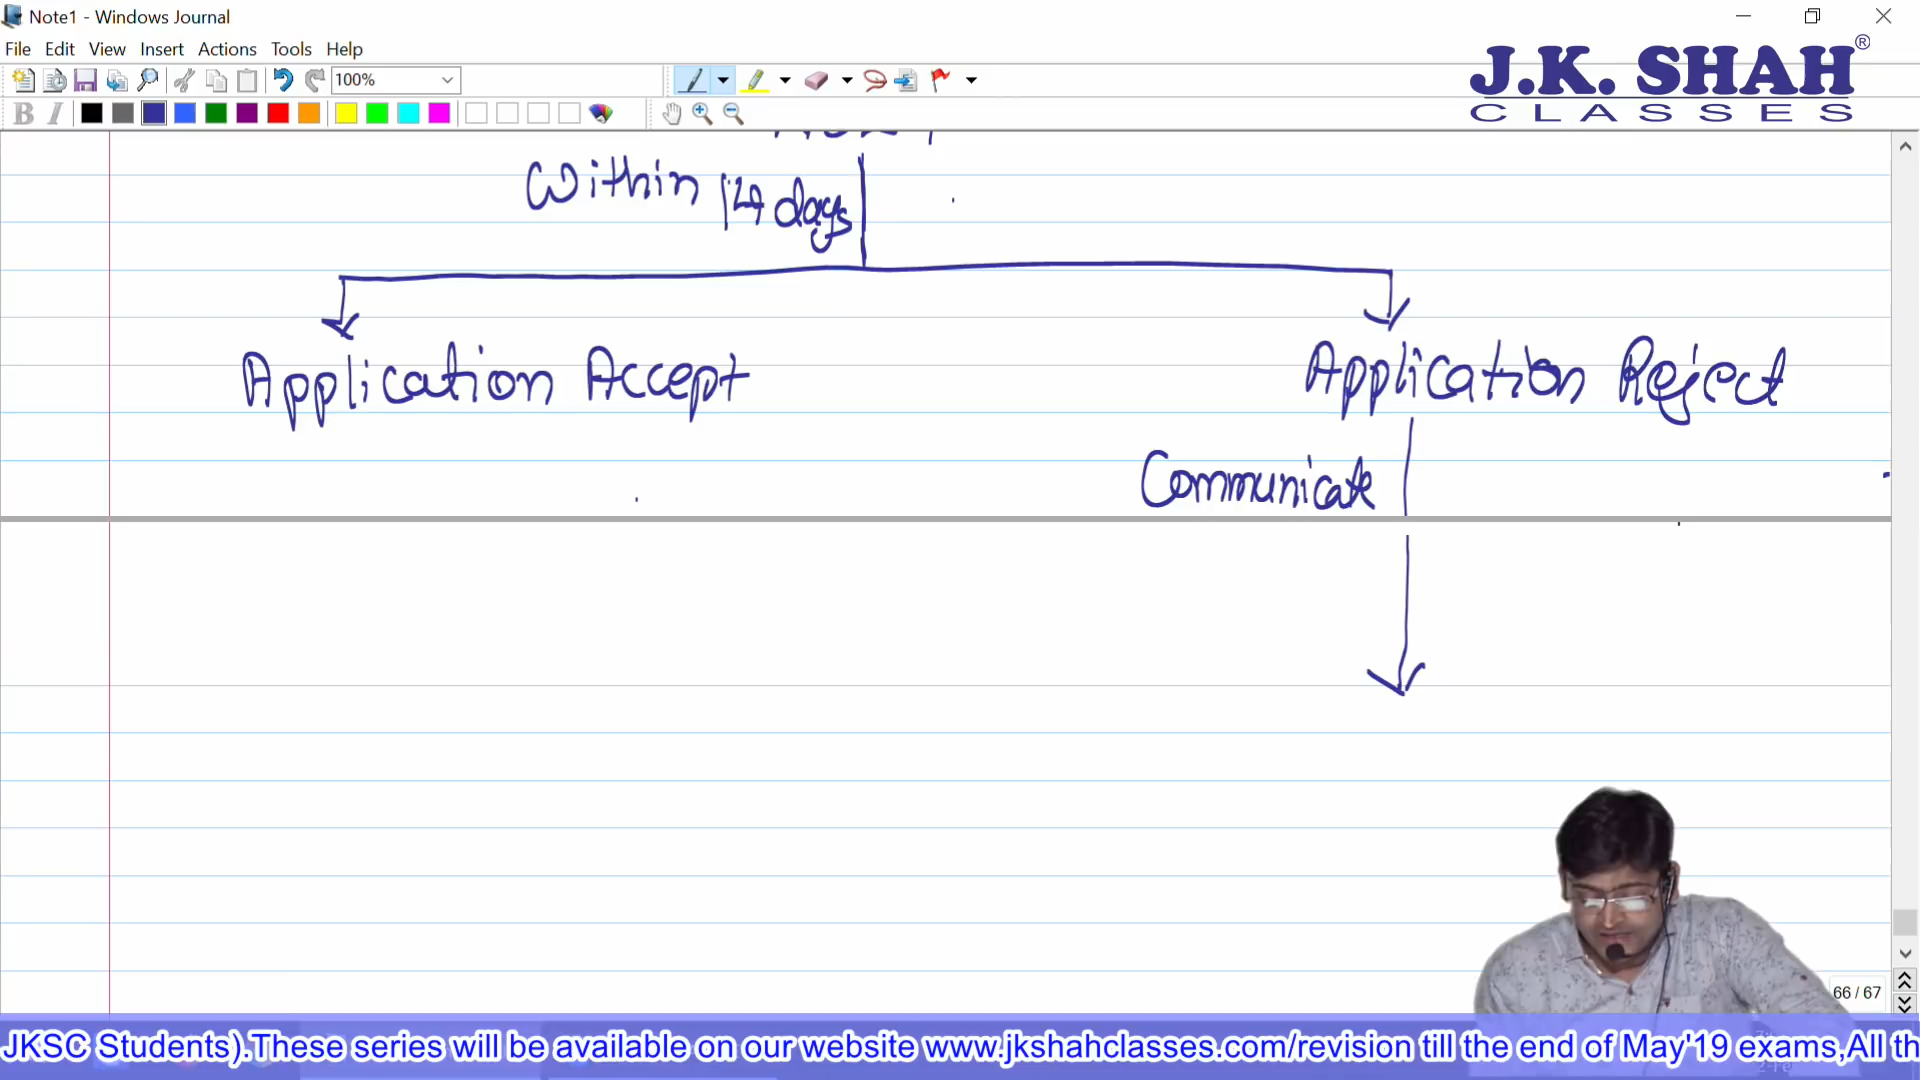 Note1 - Windows Journal
File Edit View Insert Actions Tools Help
100%
B I
J.K. SHAH®
CLASSES
Within 14 days
Application Accept
Application Reject
Communicate
66 / 67
JKSC Students).These series will be available on our website www.jkshahclasses.com/revision till the end of May'19 exams,All th